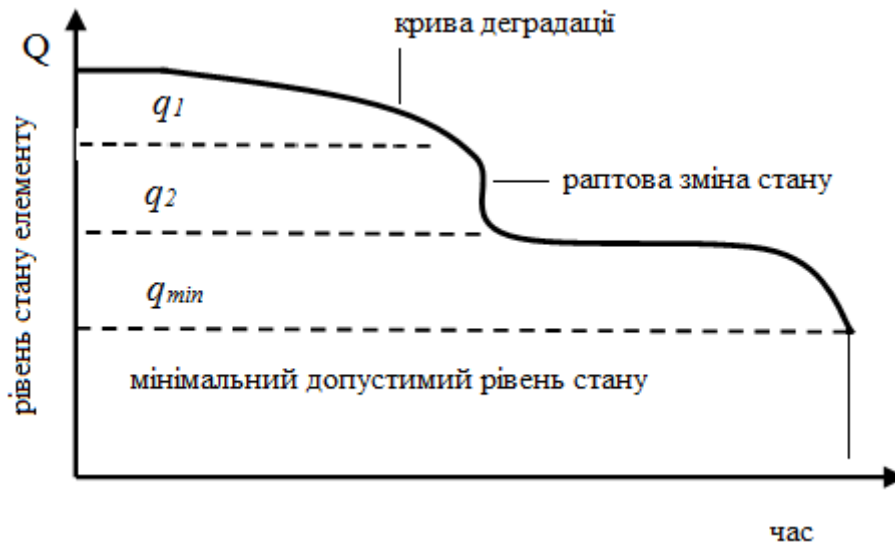 крива деградації
Q
q1
рівень стану елементу
раптова зміна стану
q2
qmin
мінімальний допустимий рівень стану
час